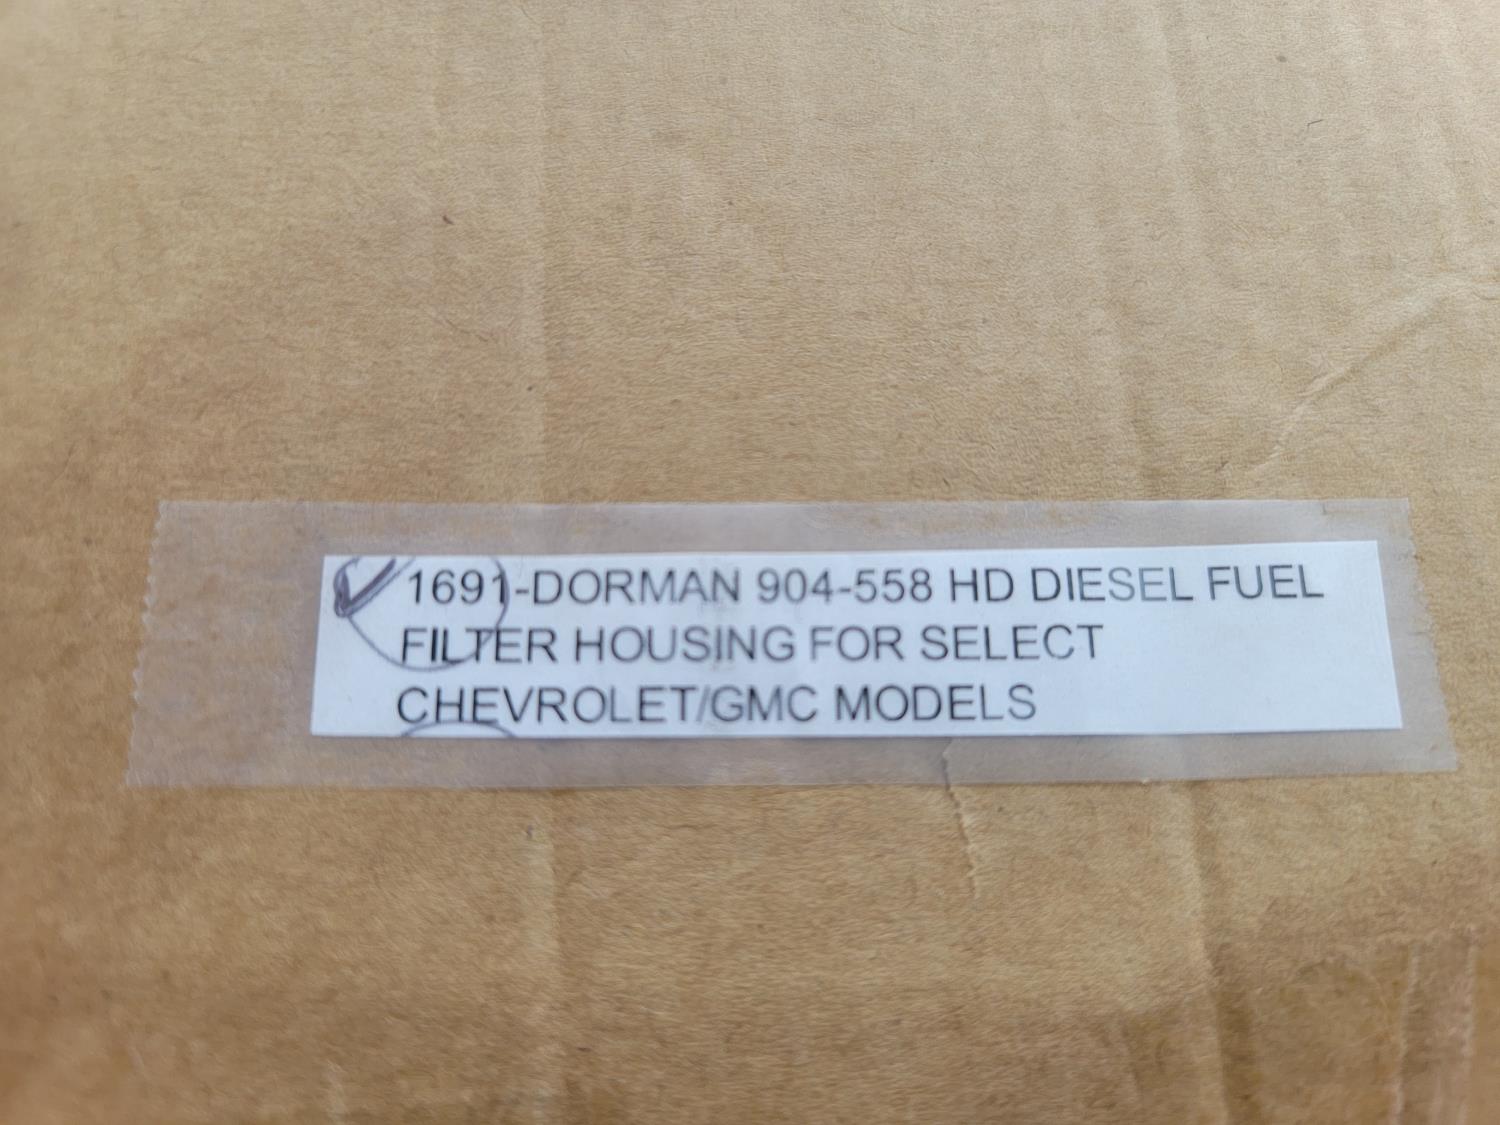 1691-DORMAN 904-558 HD DIESEL FUEL
FILTER HOUSING FOR SELECT
CHEVROLET/GMC MODELS